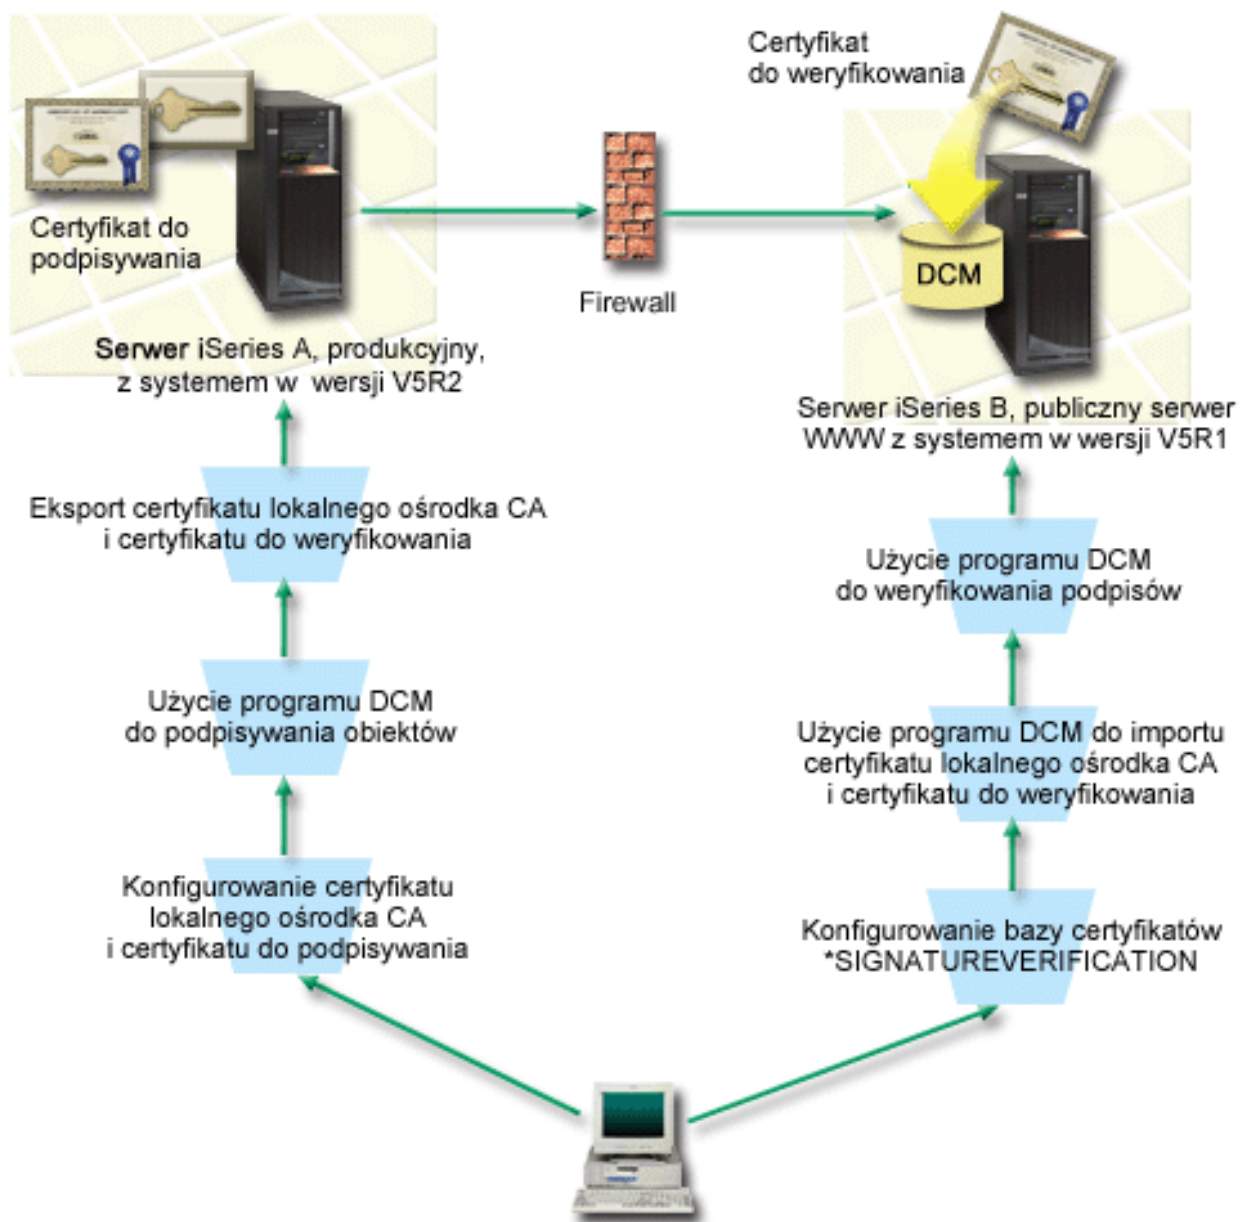 Certyfikat
do weryfikowania
Certyfikat do
podpisywania
DCM
Firewall
Serwer iSeries A, produkcyjny,
z systemem w wersji V5R2
Serwer iSeries B, publiczny serwer
WWW z systemem w wersji V5R1
Eksport certyfikatu lokalnego ośrodka CA
i certyfikatu do weryfikowania
Użycie programu DCM
do weryfikowania podpisów
Użycie programu DCM
do podpisywania obiektów
Użycie programu DCM do importu
certyfikatu lokalnego ośrodka CA
i certyfikatu do weryfikowania
Konfigurowanie certyfikatu
lokalnego ośrodka CA
i certyfikatu do podpisywania
Konfigurowanie bazy certyfikatów
*SIGNATUREVERIFICATION